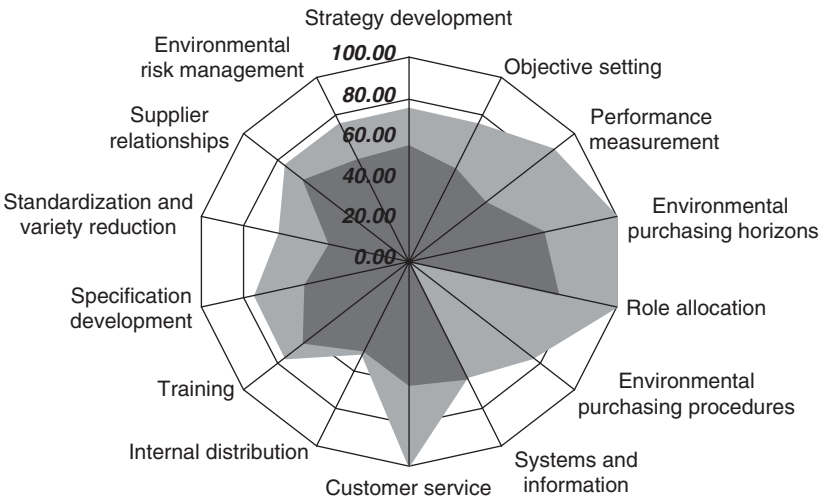 Strategy development
Environmental
risk management
100.00
Objective setting
80.00
Supplier
relationships
60.00
Performance
measurement
40.00
Standardization and
variety reduction
20.00
Environmental
purchasing horizons
0.00
Specification
development
Role allocation
Training
Environmental
purchasing procedures
Internal distribution
Systems and
information
Customer service